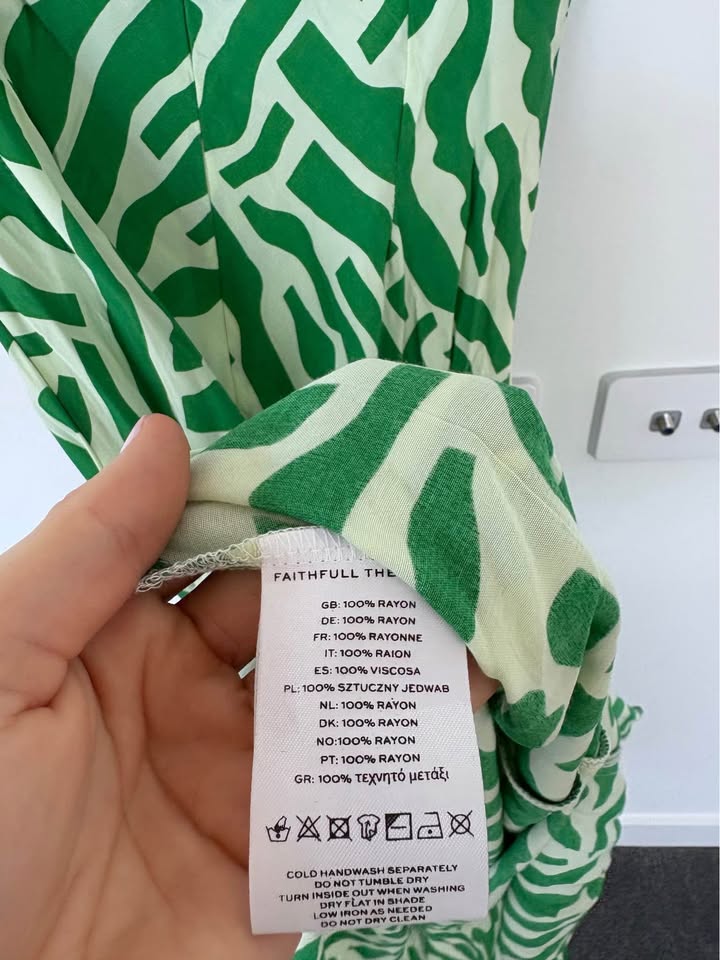 FAITHFULL THE
GB: 100% RAYON
DE: 100% RAYON
FR: 100% RAYONNE
IT: 100% RAION
ES: 100% VISCOSA
PL: 100% SZTUCZNY JEDWAB
NL: 100% RAYON
DK: 100% RAYON
NO:100% RAYON
PT: 100% RAYON
GR: 100% τεχνητό μετάξι
COLD HANDWASH SEPARATELY
DO NOT TUMBLE DRY
TURN INSIDE OUT WHEN WASHING
DRY FLAT IN SHADE
LOW IRON AS NEEDED
DO NOT DRY CLEAN